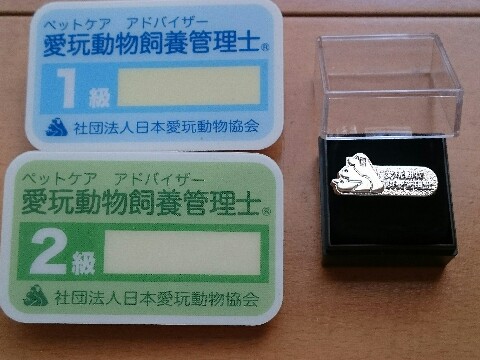 ペットケア アドバイザー
愛玩動物飼養管理士®
1級
社団法人日本愛玩動物協会
ペットケア アドバイザー
愛玩動物飼養管理士®
2級
社団法人日本愛玩動物協会